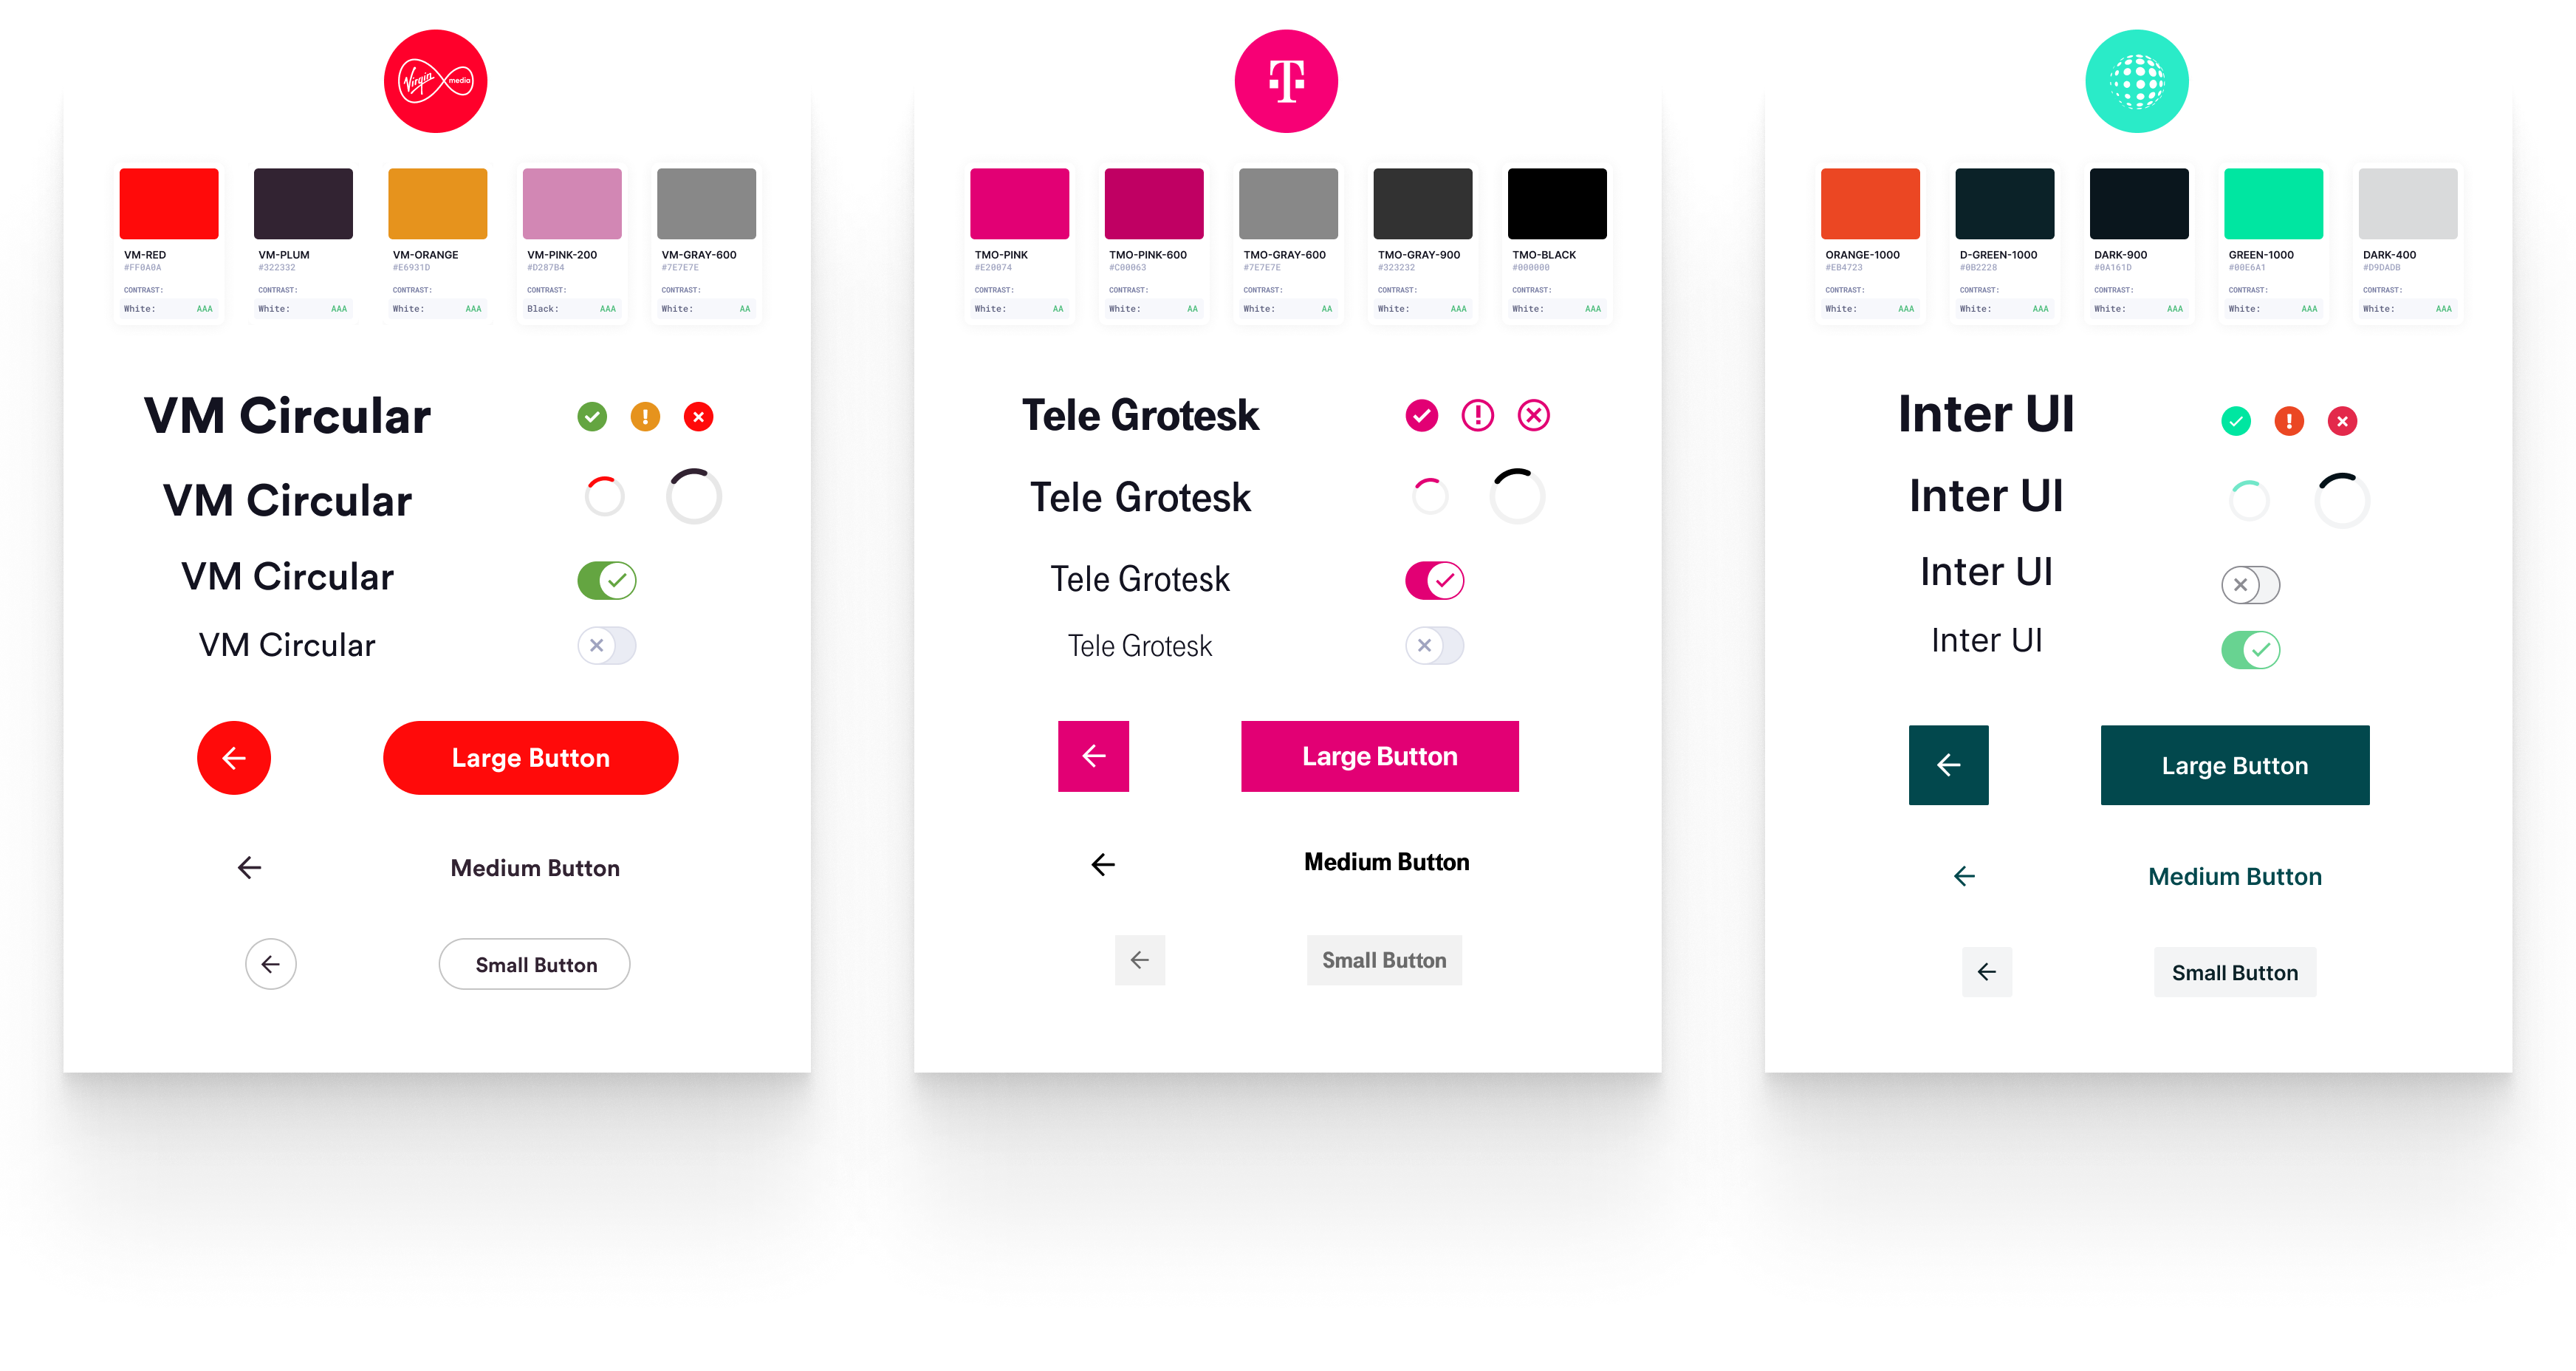 Virgin media
VM-RED
#FF0A0A
CONTRAST:
White: AAA
VM-PLUM
#322332
CONTRAST:
White: AAA
VM-ORANGE
#E6931D
CONTRAST:
White: AAA
VM-PINK-200
#D287B4
CONTRAST:
Black: AAA
VM-GRAY-600
#7E7E7E
CONTRAST:
White: AA
VM Circular
VM Circular
VM Circular
VM Circular
Large Button
Medium Button
Small Button
T
TMO-PINK
#E20074
CONTRAST:
White: AA
TMO-PINK-600
#C00063
CONTRAST:
White: AA
TMO-GRAY-600
#7E7E7E
CONTRAST:
White: AA
TMO-GRAY-900
#323232
CONTRAST:
White: AAA
TMO-BLACK
#000000
CONTRAST:
White: AAA
Tele Grotesk
Tele Grotesk
Tele Grotesk
Tele Grotesk
Large Button
Medium Button
Small Button
ORANGE-1000
#EB4723
CONTRAST:
White: AAA
D-GREEN-1000
#0B2228
CONTRAST:
White: AAA
DARK-900
#0A161D
CONTRAST:
White: AAA
GREEN-1000
#00E6A1
CONTRAST:
White: AAA
DARK-400
#D9DADB
CONTRAST:
White: AAA
Inter UI
Inter UI
Inter UI
Inter UI
Large Button
Medium Button
Small Button